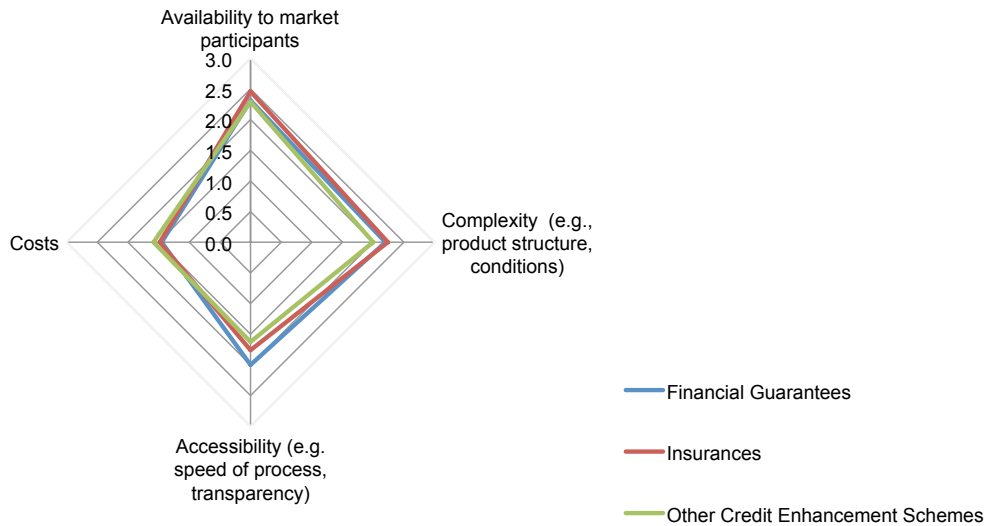 Availability to market
participants
3.0
2.5
2.0
1.5
1.0
0.5
0.0
Costs
Complexity  (e.g.,
product structure,
conditions)
Accessibility (e.g.
speed of process,
transparency)
Financial Guarantees
Insurances
Other Credit Enhancement Schemes